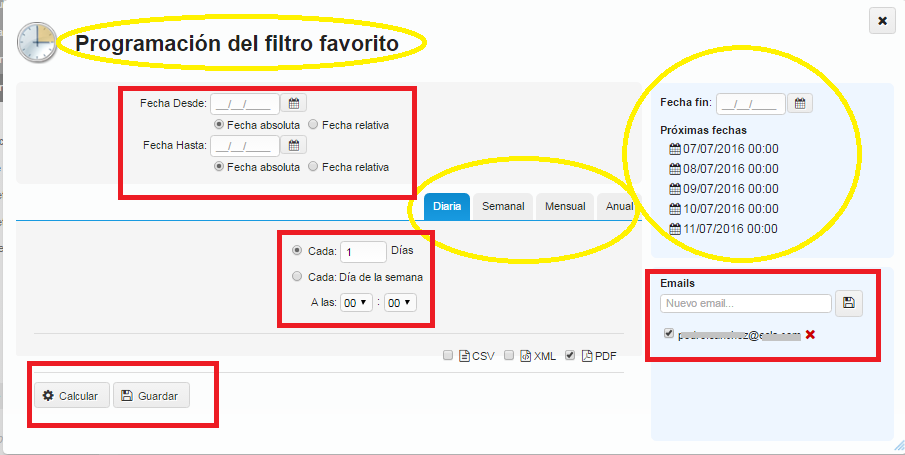 Programación del filtro favorito
Fecha Desde: __/__/____
Fecha absoluta Fecha relativa
Fecha Hasta: __/__/____
Fecha absoluta Fecha relativa
Fecha fin: __/__/____
Próximas fechas
07/07/2016 00:00
08/07/2016 00:00
09/07/2016 00:00
10/07/2016 00:00
11/07/2016 00:00
Diaria Semanal Mensual Anual
Cada: 1 Días
Cada: Día de la semana
A las: 00 : 00
CSV XML PDF
Calcular Guardar
Emails
Nuevo email...